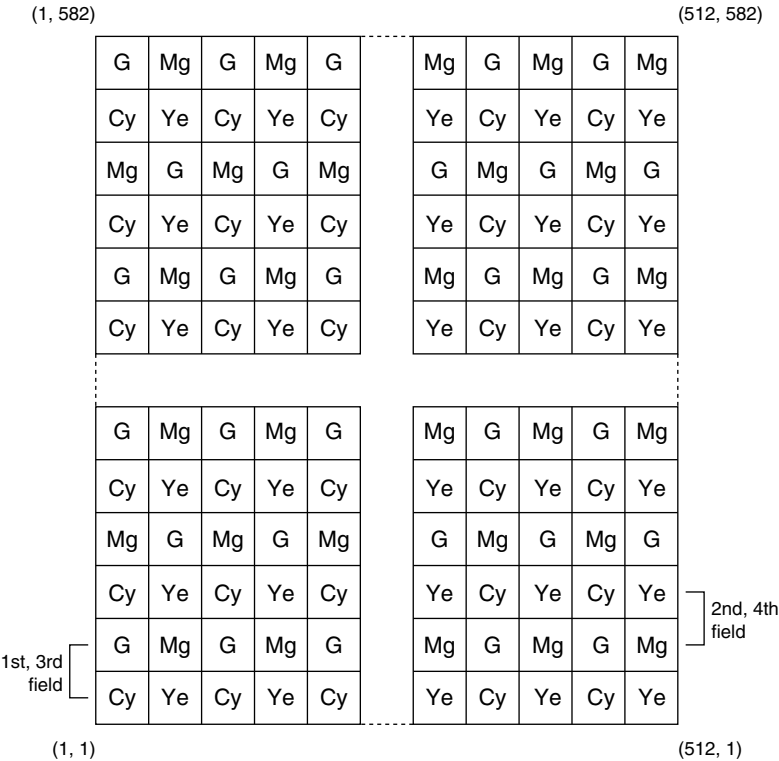 (1, 582) (512, 582)
G Mg G Mg G Mg G Mg G Mg
Cy Ye Cy Ye Cy Ye Cy Ye Cy Ye
Mg G Mg G Mg G Mg G Mg G
Cy Ye Cy Ye Cy Ye Cy Ye Cy Ye
G Mg G Mg G Mg G Mg G Mg
Cy Ye Cy Ye Cy Ye Cy Ye Cy Ye
G Mg G Mg G Mg G Mg G Mg
Cy Ye Cy Ye Cy Ye Cy Ye Cy Ye
Mg G Mg G Mg G Mg G Mg G
Cy Ye Cy Ye Cy Ye Cy Ye Cy Ye
2nd, 4th
field
G Mg G Mg G Mg G Mg G Mg
1st, 3rd
field
Cy Ye Cy Ye Cy Ye Cy Ye Cy Ye
(1, 1) (512, 1)